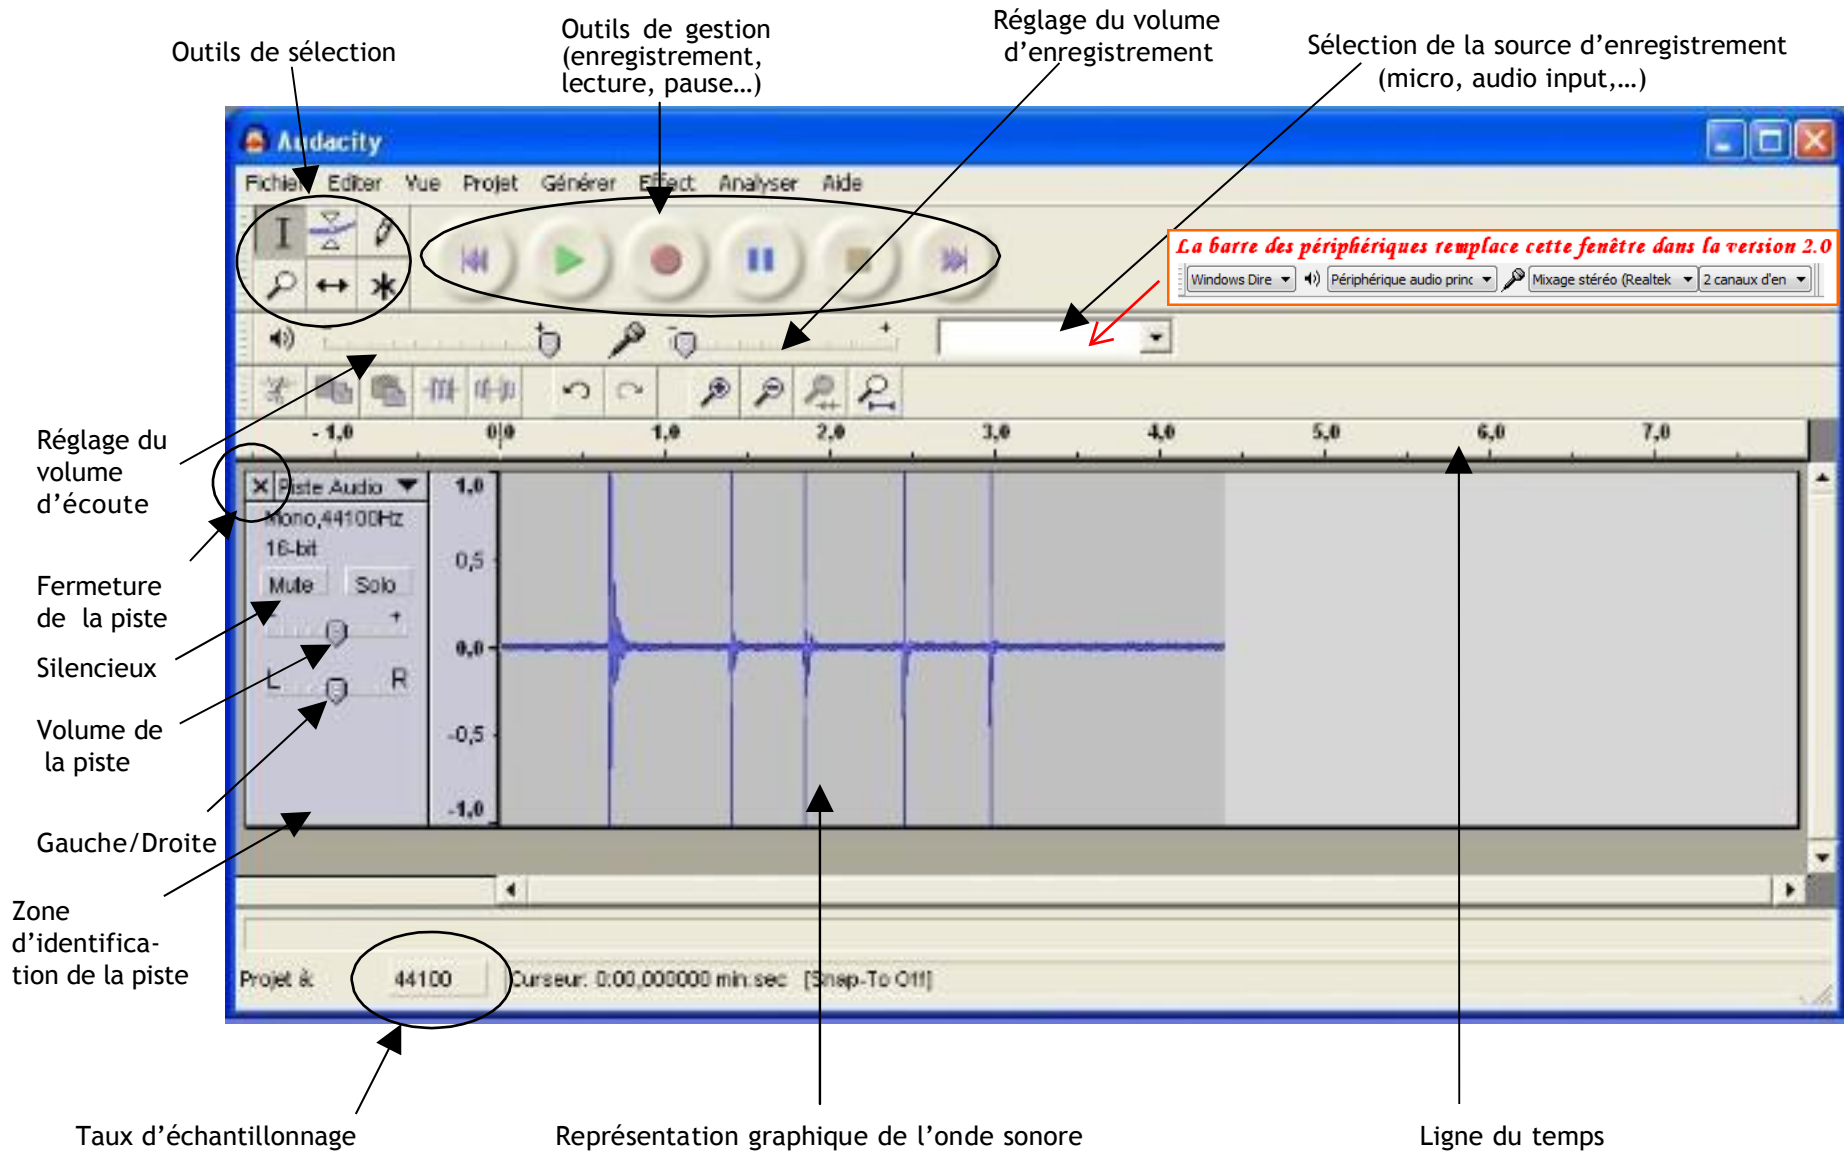 Outils de sélection
Outils de gestion
(enregistrement,
lecture, pause…)
Réglage du volume
d’enregistrement
Sélection de la source d’enregistrement
(micro, audio input,…)
Audacity
Fichier Editer Vue Projet Générer Effect Analyser Aide
La barre des périphériques remplace cette fenêtre dans la version 2.0
Windows Dire Périphérique audio princ Mixage stéréo (Realtek 2 canaux d'en
- +
+ - +
- 1,0 0,0 1,0 2,0 3,0 4,0 5,0 6,0 7,0
Réglage du
volume
d’écoute
Fermeture
de la piste
Silencieux
Volume de
la piste
Gauche/Droite
Zone
d’identifica-
tion de la piste
X Piste Audio
Mono,44100Hz
16-bit
Mute Solo
- +
L R
1,0
0,5
0,0
-0,5
-1,0
Projet à: 44100 Curseur: 0:00,000000 min:sec [Snap-To Off]
Taux d’échantillonnage
Représentation graphique de l’onde sonore
Ligne du temps